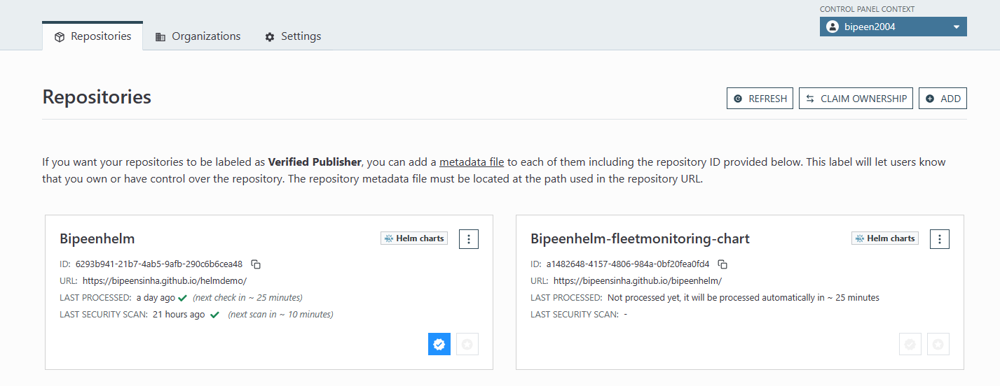 CONTROL PANEL CONTEXT
bipeen2004
Repositories
Organizations
Settings
Repositories
REFRESH
CLAIM OWNERSHIP
ADD
If you want your repositories to be labeled as Verified Publisher, you can add a metadata file to each of them including the repository ID provided below. This label will let users know
that you own or have control over the repository. The repository metadata file must be located at the path used in the repository URL.
Bipeenhelm
HELM Helm charts
ID: 6293b941-21b7-4ab5-9afb-290c6b6cea48
URL: https://bipeensinha.github.io/helmdemo/
LAST PROCESSED: a day ago (next check in ~ 25 minutes)
LAST SECURITY SCAN: 21 hours ago (next scan in ~ 10 minutes)
Bipeenhelm-fleetmonitoring-chart
HELM Helm charts
ID: a1482648-4157-4806-984a-0bf20fea0fd4
URL: https://bipeensinha.github.io/bipeenhelm/
LAST PROCESSED: Not processed yet, it will be processed automatically in ~ 25 minutes
LAST SECURITY SCAN: -